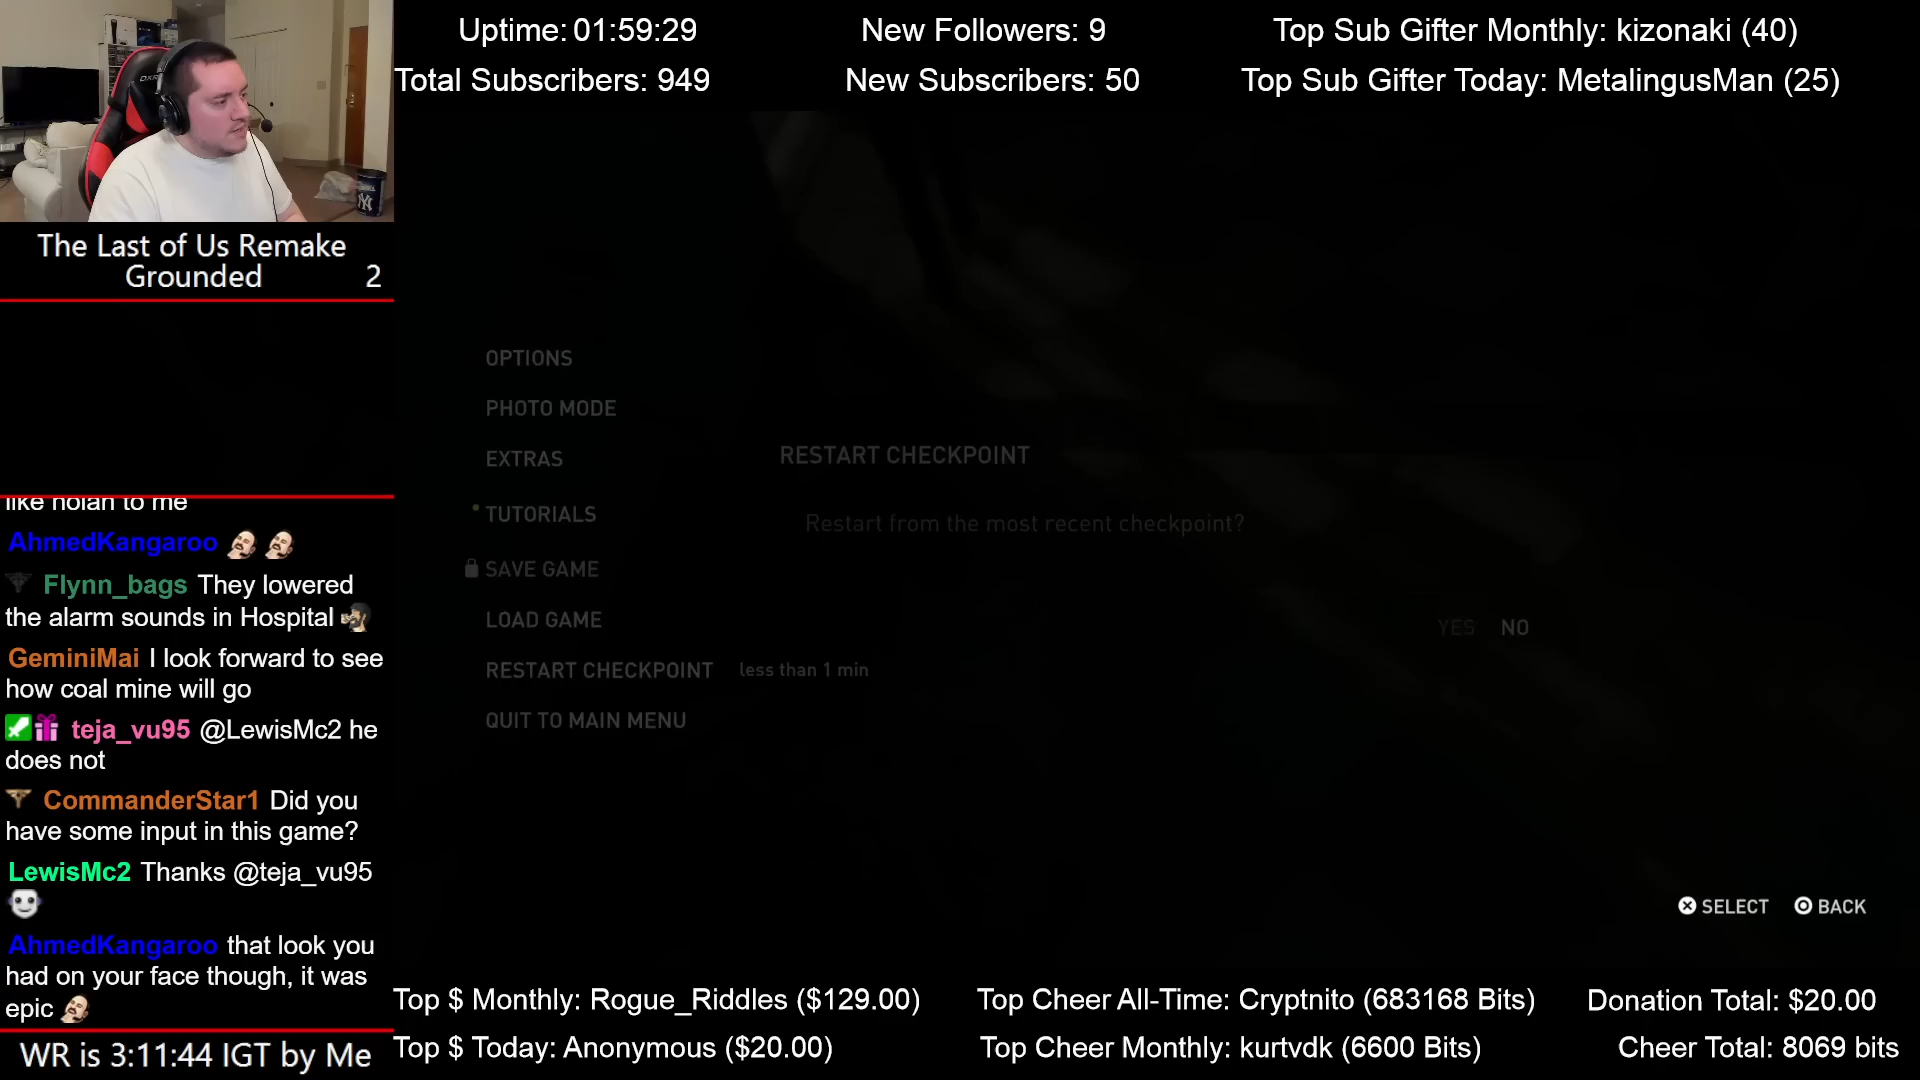 Uptime: 01:59:29
New Followers: 9
Top Sub Gifter Monthly: kizonaki (40)
Total Subscribers: 949
New Subscribers: 50
Top Sub Gifter Today: MetalingusMan (25)
The Last of Us Remake
Grounded 2
OPTIONS
PHOTO MODE
EXTRAS
TUTORIALS
SAVE GAME
LOAD GAME
RESTART CHECKPOINT less than 1 min
QUIT TO MAIN MENU
RESTART CHECKPOINT
Restart from the most recent checkpoint?
YES NO
SELECT BACK
like nolan to me
AhmedKangaroo
Flynn_bags They lowered
the alarm sounds in Hospital
GeminiMai I look forward to see
how coal mine will go
teja_vu95 @LewisMc2 he
does not
CommanderStar1 Did you
have some input in this game?
LewisMc2 Thanks @teja_vu95
AhmedKangaroo that look you
had on your face though, it was
epic
WR is 3:11:44 IGT by Me
Top $ Monthly: Rogue_Riddles ($129.00)
Top Cheer All-Time: Cryptnito (683168 Bits)
Donation Total: $20.00
Top $ Today: Anonymous ($20.00)
Top Cheer Monthly: kurtvdk (6600 Bits)
Cheer Total: 8069 bits